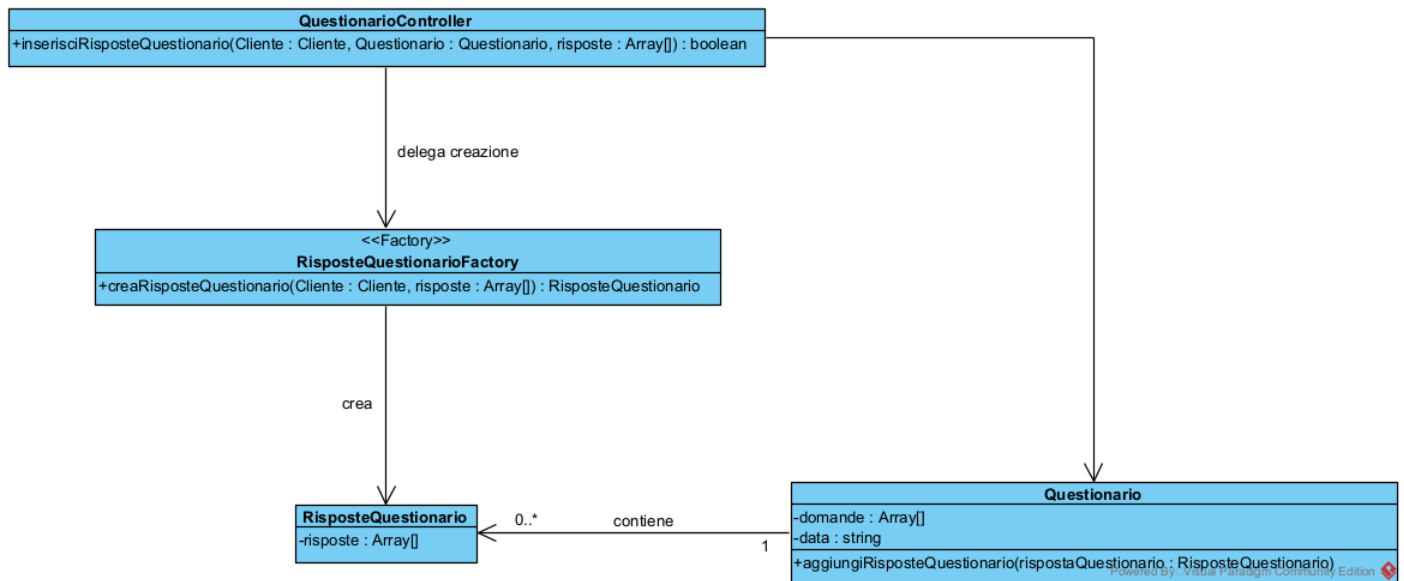 QuestionarioController
+inserisciRisposteQuestionario(Cliente : Cliente, Questionario : Questionario, risposte : Array[]) : boolean
delega creazione
<<Factory>>
RisposteQuestionarioFactory
+creaRisposteQuestionario(Cliente : Cliente, risposte : Array[]) : RisposteQuestionario
crea
RisposteQuestionario
-risposte : Array[]
0..*
contiene
1
Questionario
-domande : Array[]
-data : string
+aggiungiRisposteQuestionario(rispostaQuestionario : RisposteQuestionario)
Powered By: Visual Paradigm Community Edition